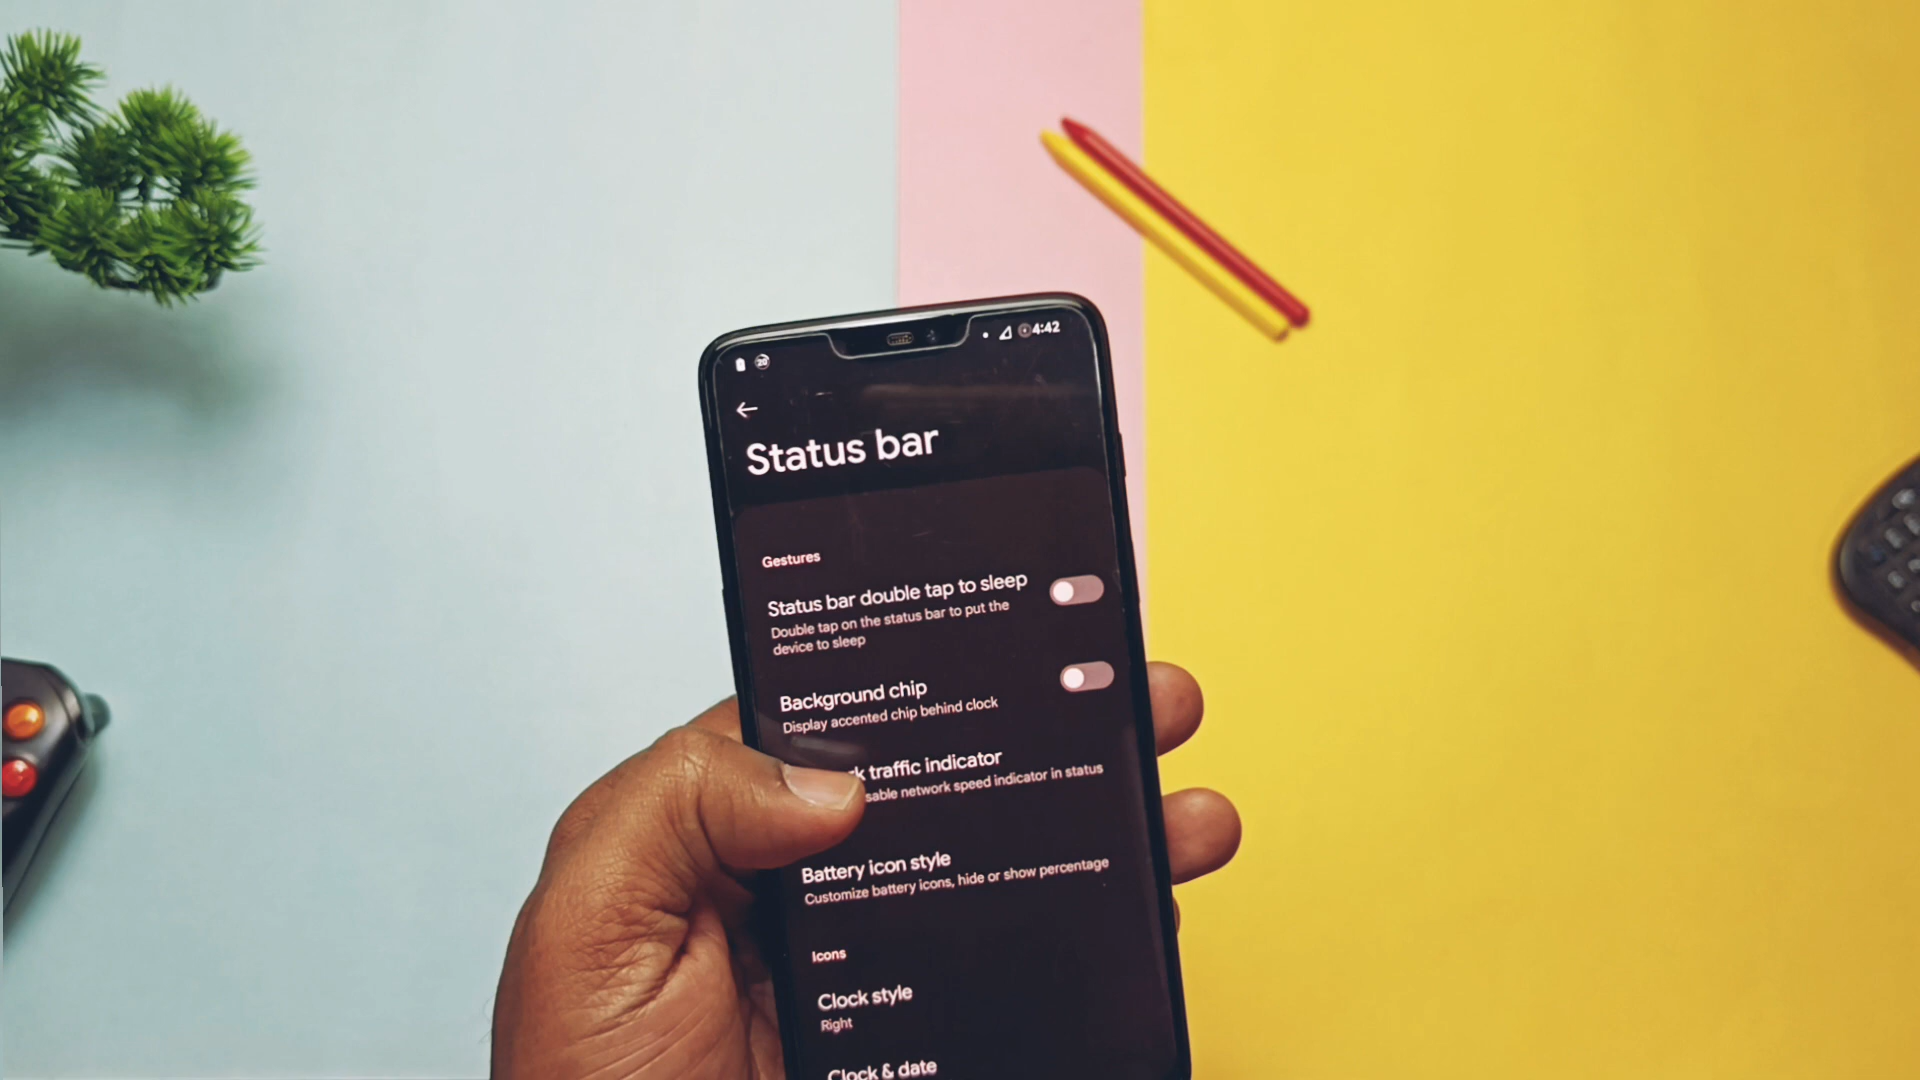 20
4:42
Status bar
Gestures
Status bar double tap to sleep
Double tap on the status bar to put the
device to sleep
Background chip
Display accented chip behind clock
traffic indicator
network speed indicator in status
Battery icon style
Customize battery icons, hide or show percentage
Icons
Clock style
Right
Clock & date